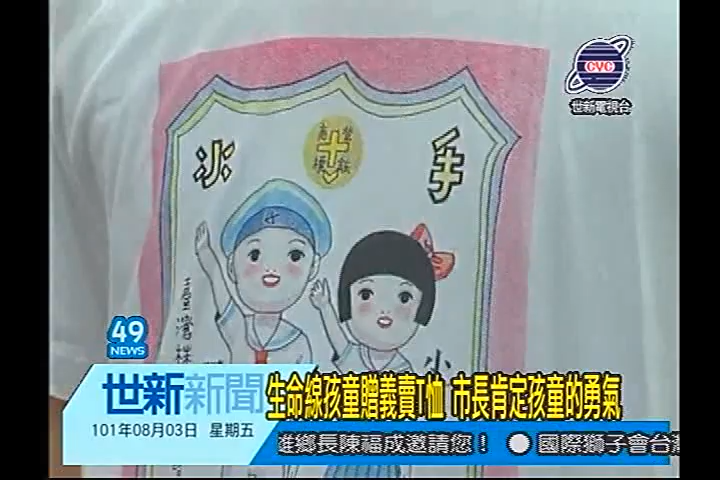 CVC
世新電視台
水手
臺灣
小
49
NEWS
世新新聞
生命線孩童贈義賣T恤 市長肯定孩童的勇氣
101年08月03日 星期五
鄉長陳福成邀請您！ ● 國際獅子會台灣